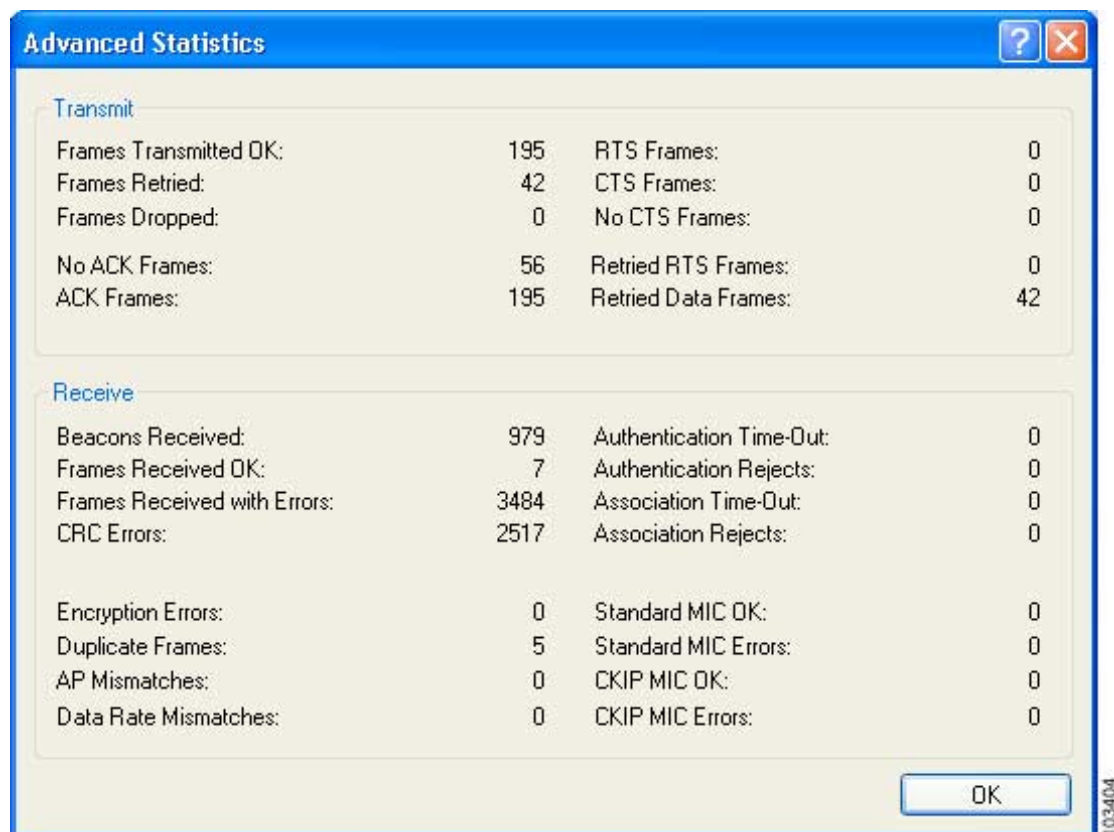 Advanced Statistics
Transmit
Frames Transmitted OK: 195 RTS Frames: 0
Frames Retried: 42 CTS Frames: 0
Frames Dropped: 0 No CTS Frames: 0
No ACK Frames: 56 Retried RTS Frames: 0
ACK Frames: 195 Retried Data Frames: 42
Receive
Beacons Received: 979 Authentication Time-Out: 0
Frames Received OK: 7 Authentication Rejects: 0
Frames Received with Errors: 3484 Association Time-Out: 0
CRC Errors: 2517 Association Rejects: 0
Encryption Errors: 0 Standard MIC OK: 0
Duplicate Frames: 5 Standard MIC Errors: 0
AP Mismatches: 0 CKIP MIC OK: 0
Data Rate Mismatches: 0 CKIP MIC Errors: 0
OK
03404